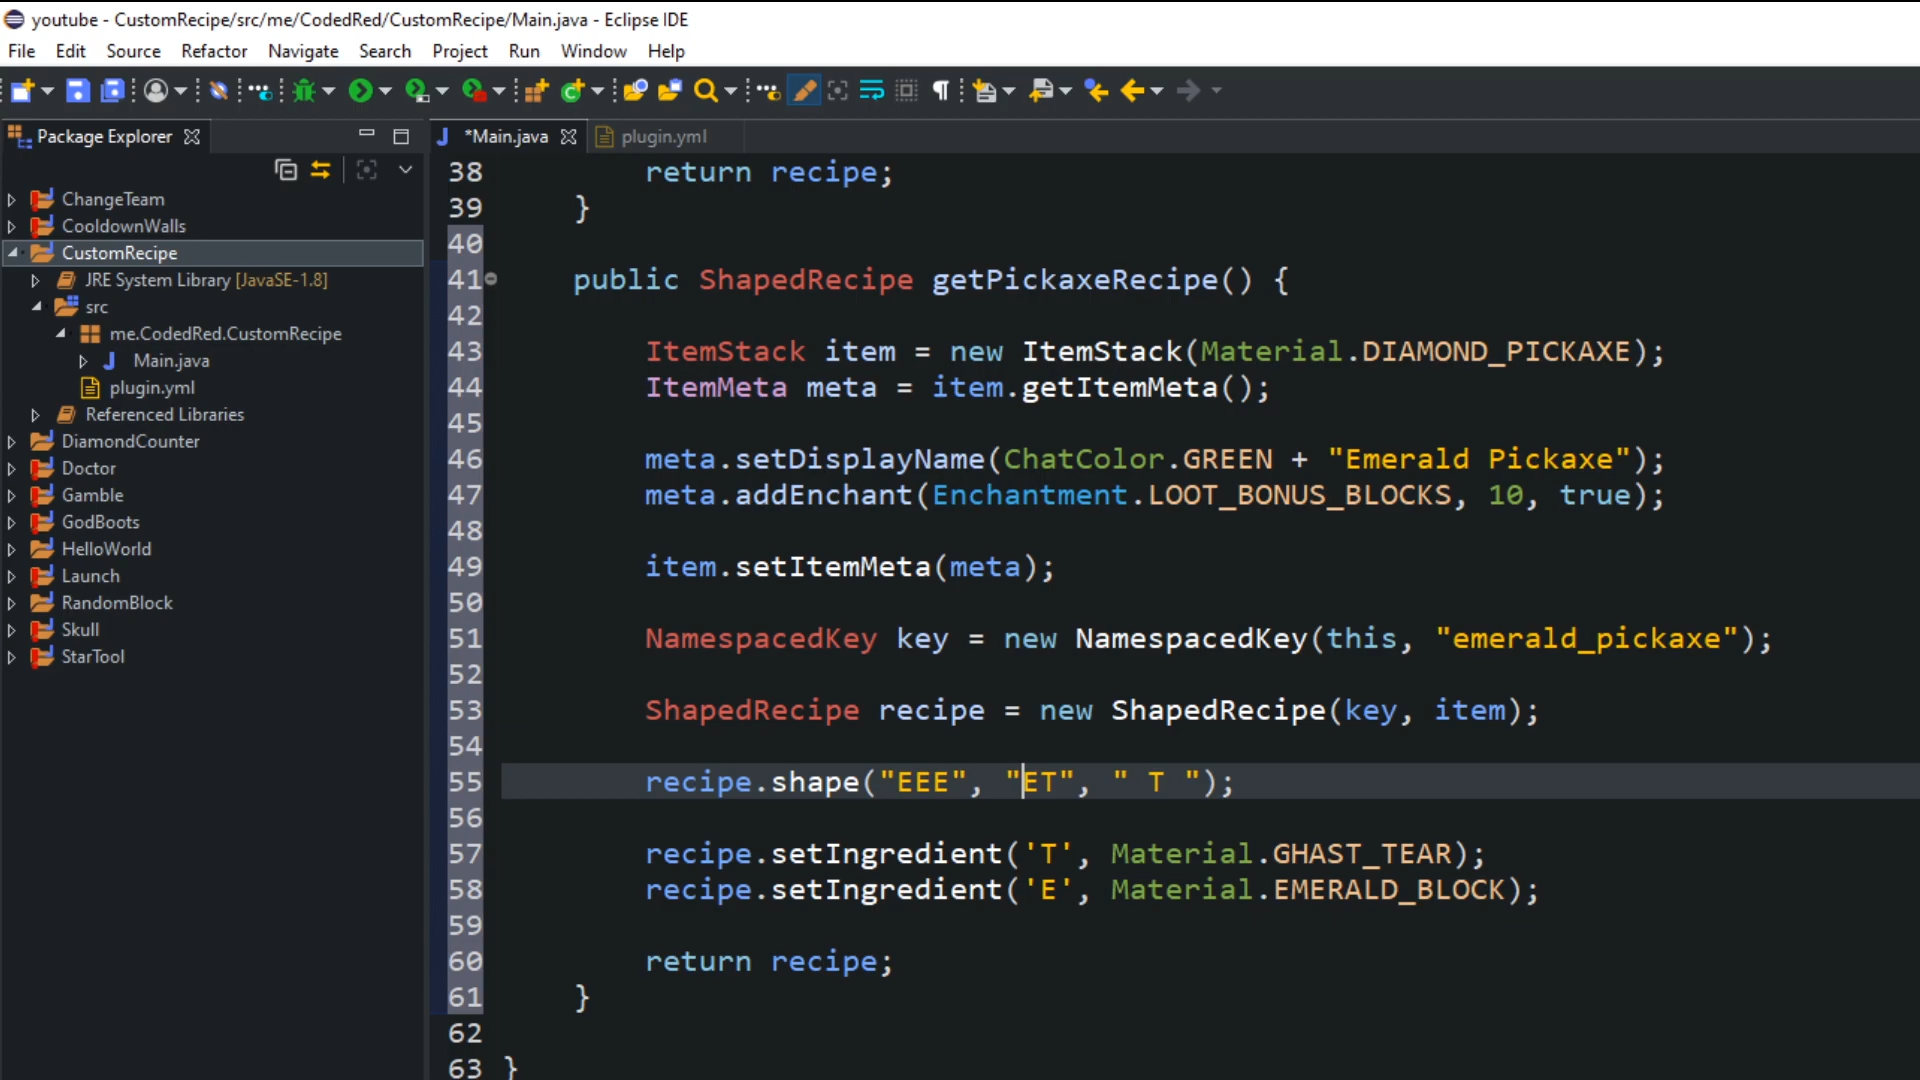 youtube - CustomRecipe/src/me/CodedRed/CustomRecipe/Main.java - Eclipse IDE
File Edit Source Refactor Navigate Search Project Run Window Help
Package Explorer
*Main.java plugin.yml
ChangeTeam
CooldownWalls
CustomRecipe
JRE System Library [JavaSE-1.8]
src
me.CodedRed.CustomRecipe
Main.java
plugin.yml
Referenced Libraries
DiamondCounter
Doctor
Gamble
GodBoots
HelloWorld
Launch
RandomBlock
Skull
StarTool
38 return recipe;
39 }
40
41 public ShapedRecipe getPickaxeRecipe() {
42
43 ItemStack item = new ItemStack(Material.DIAMOND_PICKAXE);
44 ItemMeta meta = item.getItemMeta();
45
46 meta.setDisplayName(ChatColor.GREEN + "Emerald Pickaxe");
47 meta.addEnchant(Enchantment.LOOT_BONUS_BLOCKS, 10, true);
48
49 item.setItemMeta(meta);
50
51 NamespacedKey key = new NamespacedKey(this, "emerald_pickaxe");
52
53 ShapedRecipe recipe = new ShapedRecipe(key, item);
54
55 recipe.shape("EEE", "ET", " T ");
56
57 recipe.setIngredient('T', Material.GHAST_TEAR);
58 recipe.setIngredient('E', Material.EMERALD_BLOCK);
59
60 return recipe;
61 }
62
63 }